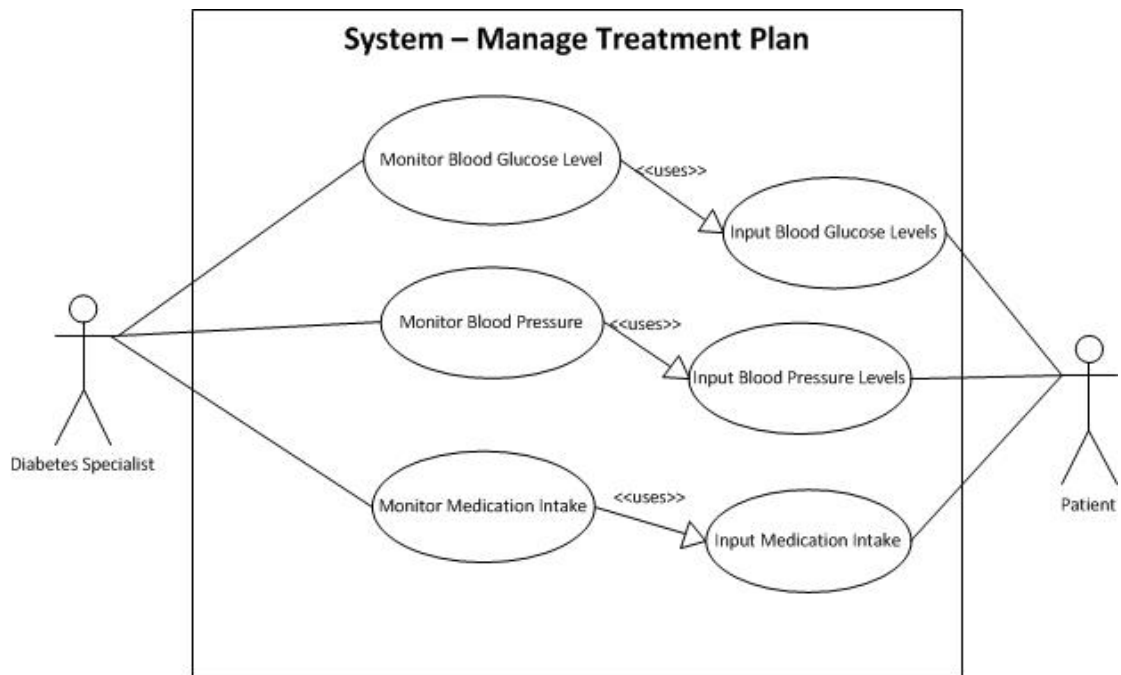 System – Manage Treatment Plan
Monitor Blood Glucose Level
<<uses>>
Input Blood Glucose Levels
Monitor Blood Pressure
<<uses>>
Input Blood Pressure Levels
Diabetes Specialist
Monitor Medication Intake
<<uses>>
Input Medication Intake
Patient